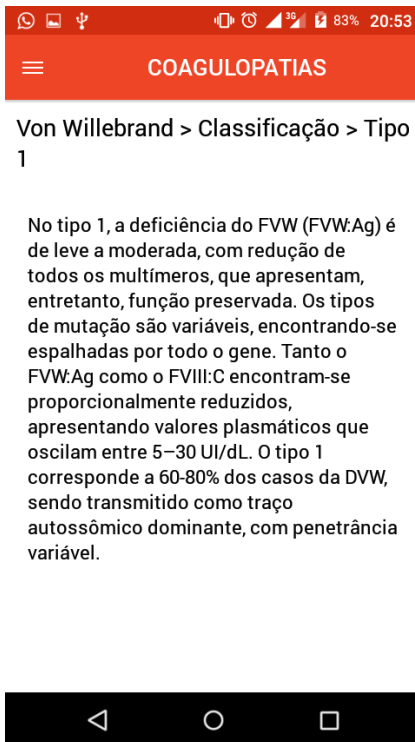 3G 83% 20:53
COAGULOPATIAS
Von Willebrand > Classificação > Tipo
1
No tipo 1, a deficiência do FVW (FVW:Ag) é
de leve a moderada, com redução de
todos os multímeros, que apresentam,
entretanto, função preservada. Os tipos
de mutação são variáveis, encontrando-se
espalhadas por todo o gene. Tanto o
FVW:Ag como o FVIII:C encontram-se
proporcionalmente reduzidos,
apresentando valores plasmáticos que
oscilam entre 5–30 UI/dL. O tipo 1
corresponde a 60-80% dos casos da DVW,
sendo transmitido como traço
autossômico dominante, com penetrância
variável.